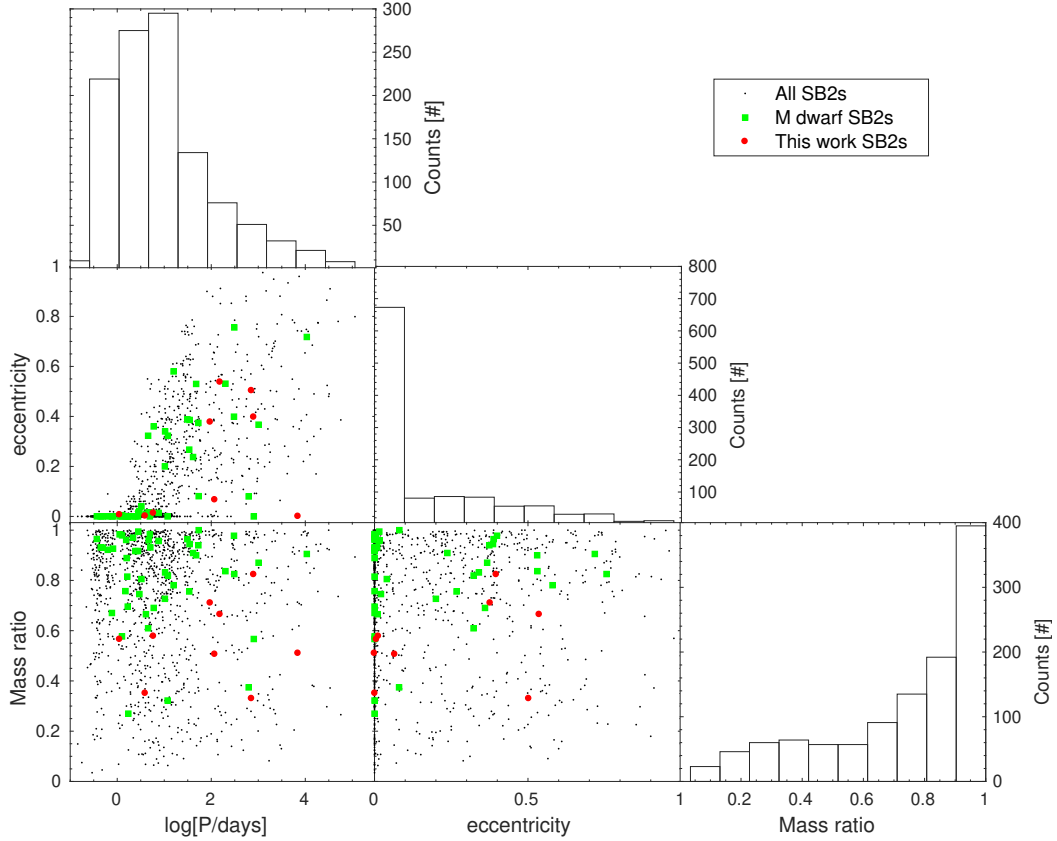 300
250
200
150
100
50
Counts [#]
All SB2s
M dwarf SB2s
This work SB2s
1
0.8
0.6
0.4
0.2
0
eccentricity
800
700
600
500
400
300
200
100
Counts [#]
1
0.8
0.6
0.4
0.2
0
Mass ratio
400
300
200
100
0
Counts [#]
0 2 4
0 0.5 1
0.2 0.4 0.6 0.8 1
log[P/days]
eccentricity
Mass ratio